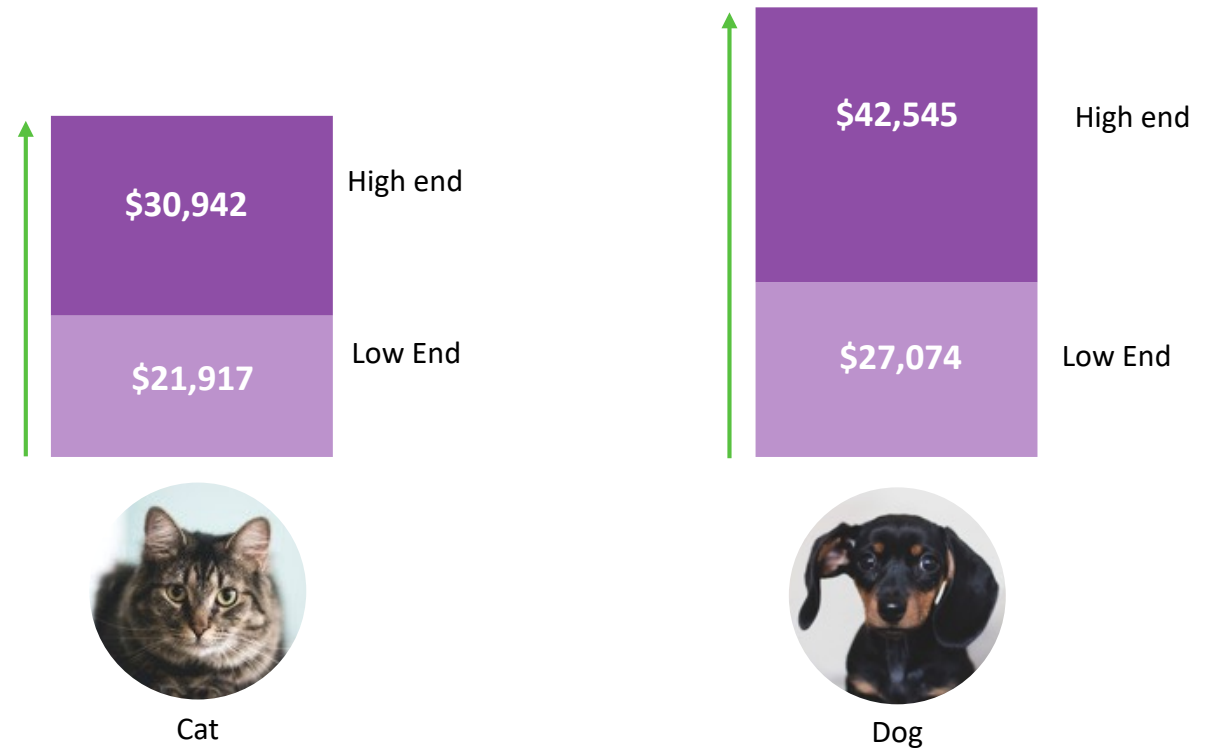 $42,545
High end
$30,942
High end
$21,917
Low End
$27,074
Low End
Cat
Dog